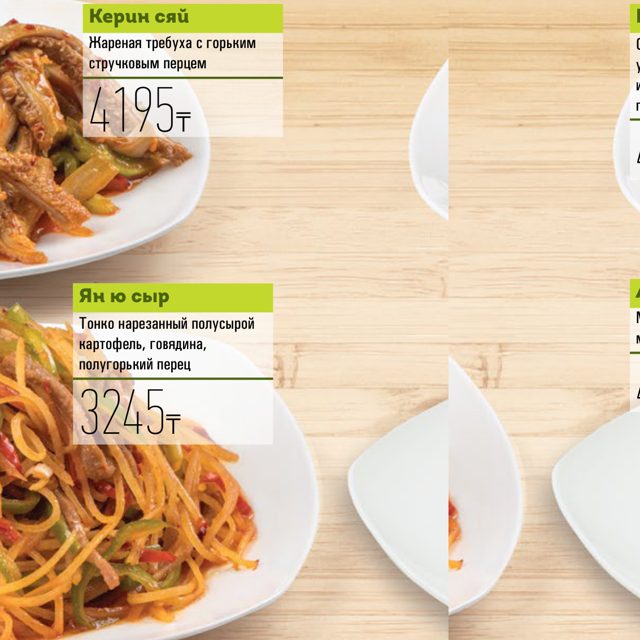 Керин сяй
Жареная требуха с горьким
стручковым перцем
4195₸
Ян ю сыр
Тонко нарезанный полусырой
картофель, говядина,
полугорький перец
3245₸